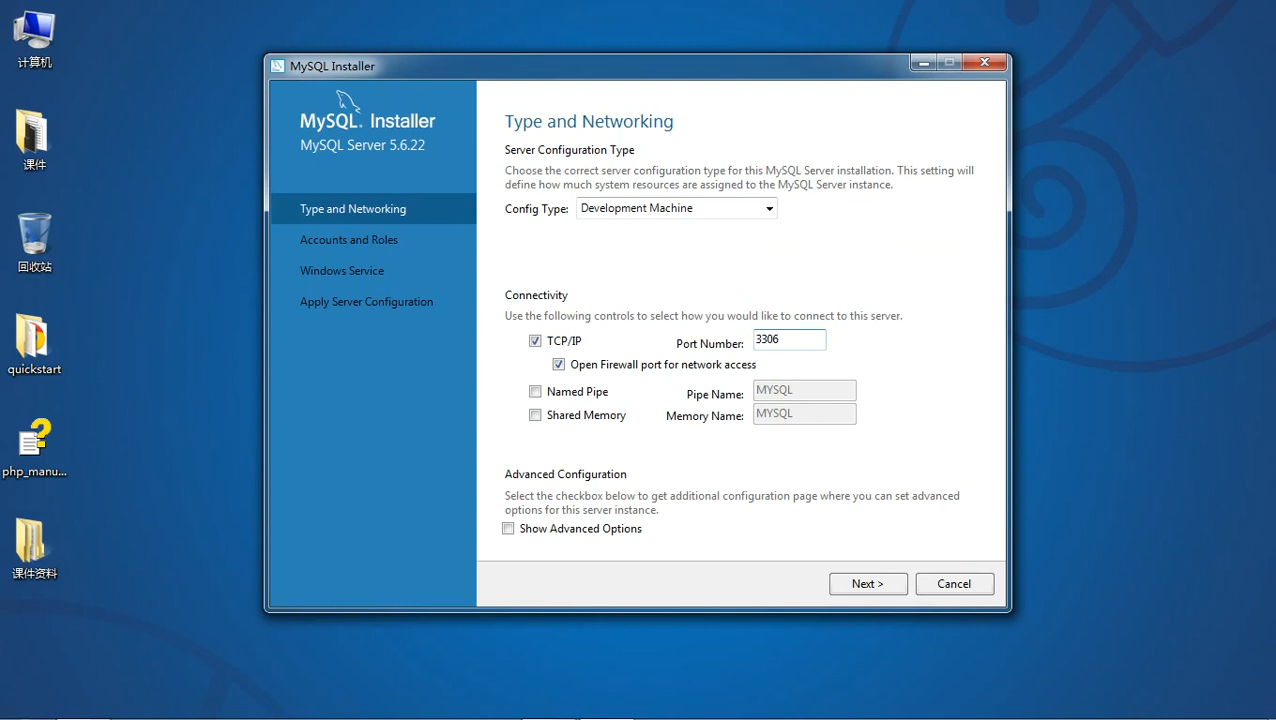 计算机
课件
回收站
quickstart
php_manu...
课件资料
MySQL Installer
MySQL. Installer
MySQL Server 5.6.22
Type and Networking
Accounts and Roles
Windows Service
Apply Server Configuration
Type and Networking
Server Configuration Type
Choose the correct server configuration type for this MySQL Server installation. This setting will
define how much system resources are assigned to the MySQL Server instance.
Config Type: Development Machine
Connectivity
Use the following controls to select how you would like to connect to this server.
TCP/IP Port Number: 3306
Open Firewall port for network access
Named Pipe Pipe Name: MYSQL
Shared Memory Memory Name: MYSQL
Advanced Configuration
Select the checkbox below to get additional configuration page where you can set advanced
options for this server instance.
Show Advanced Options
Next > Cancel